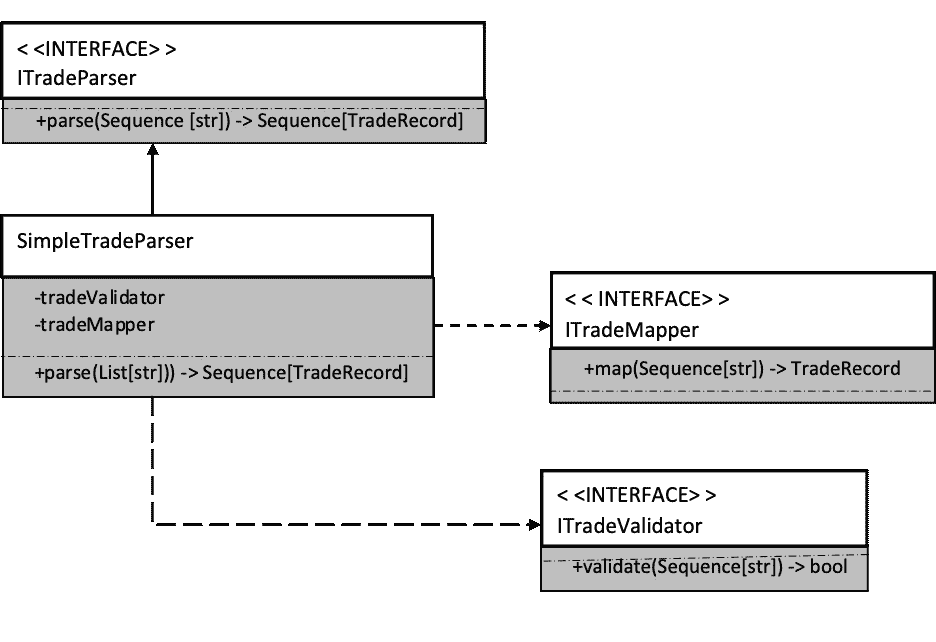 < <INTERFACE> >
ITradeParser
+parse(Sequence [str]) -> Sequence[TradeRecord]
SimpleTradeParser
-tradeValidator
-tradeMapper
+parse(List[str])) -> Sequence[TradeRecord]
< < INTERFACE> >
ITradeMapper
+map(Sequence[str]) -> TradeRecord
< <INTERFACE> >
ITradeValidator
+validate(Sequence[str]) -> bool